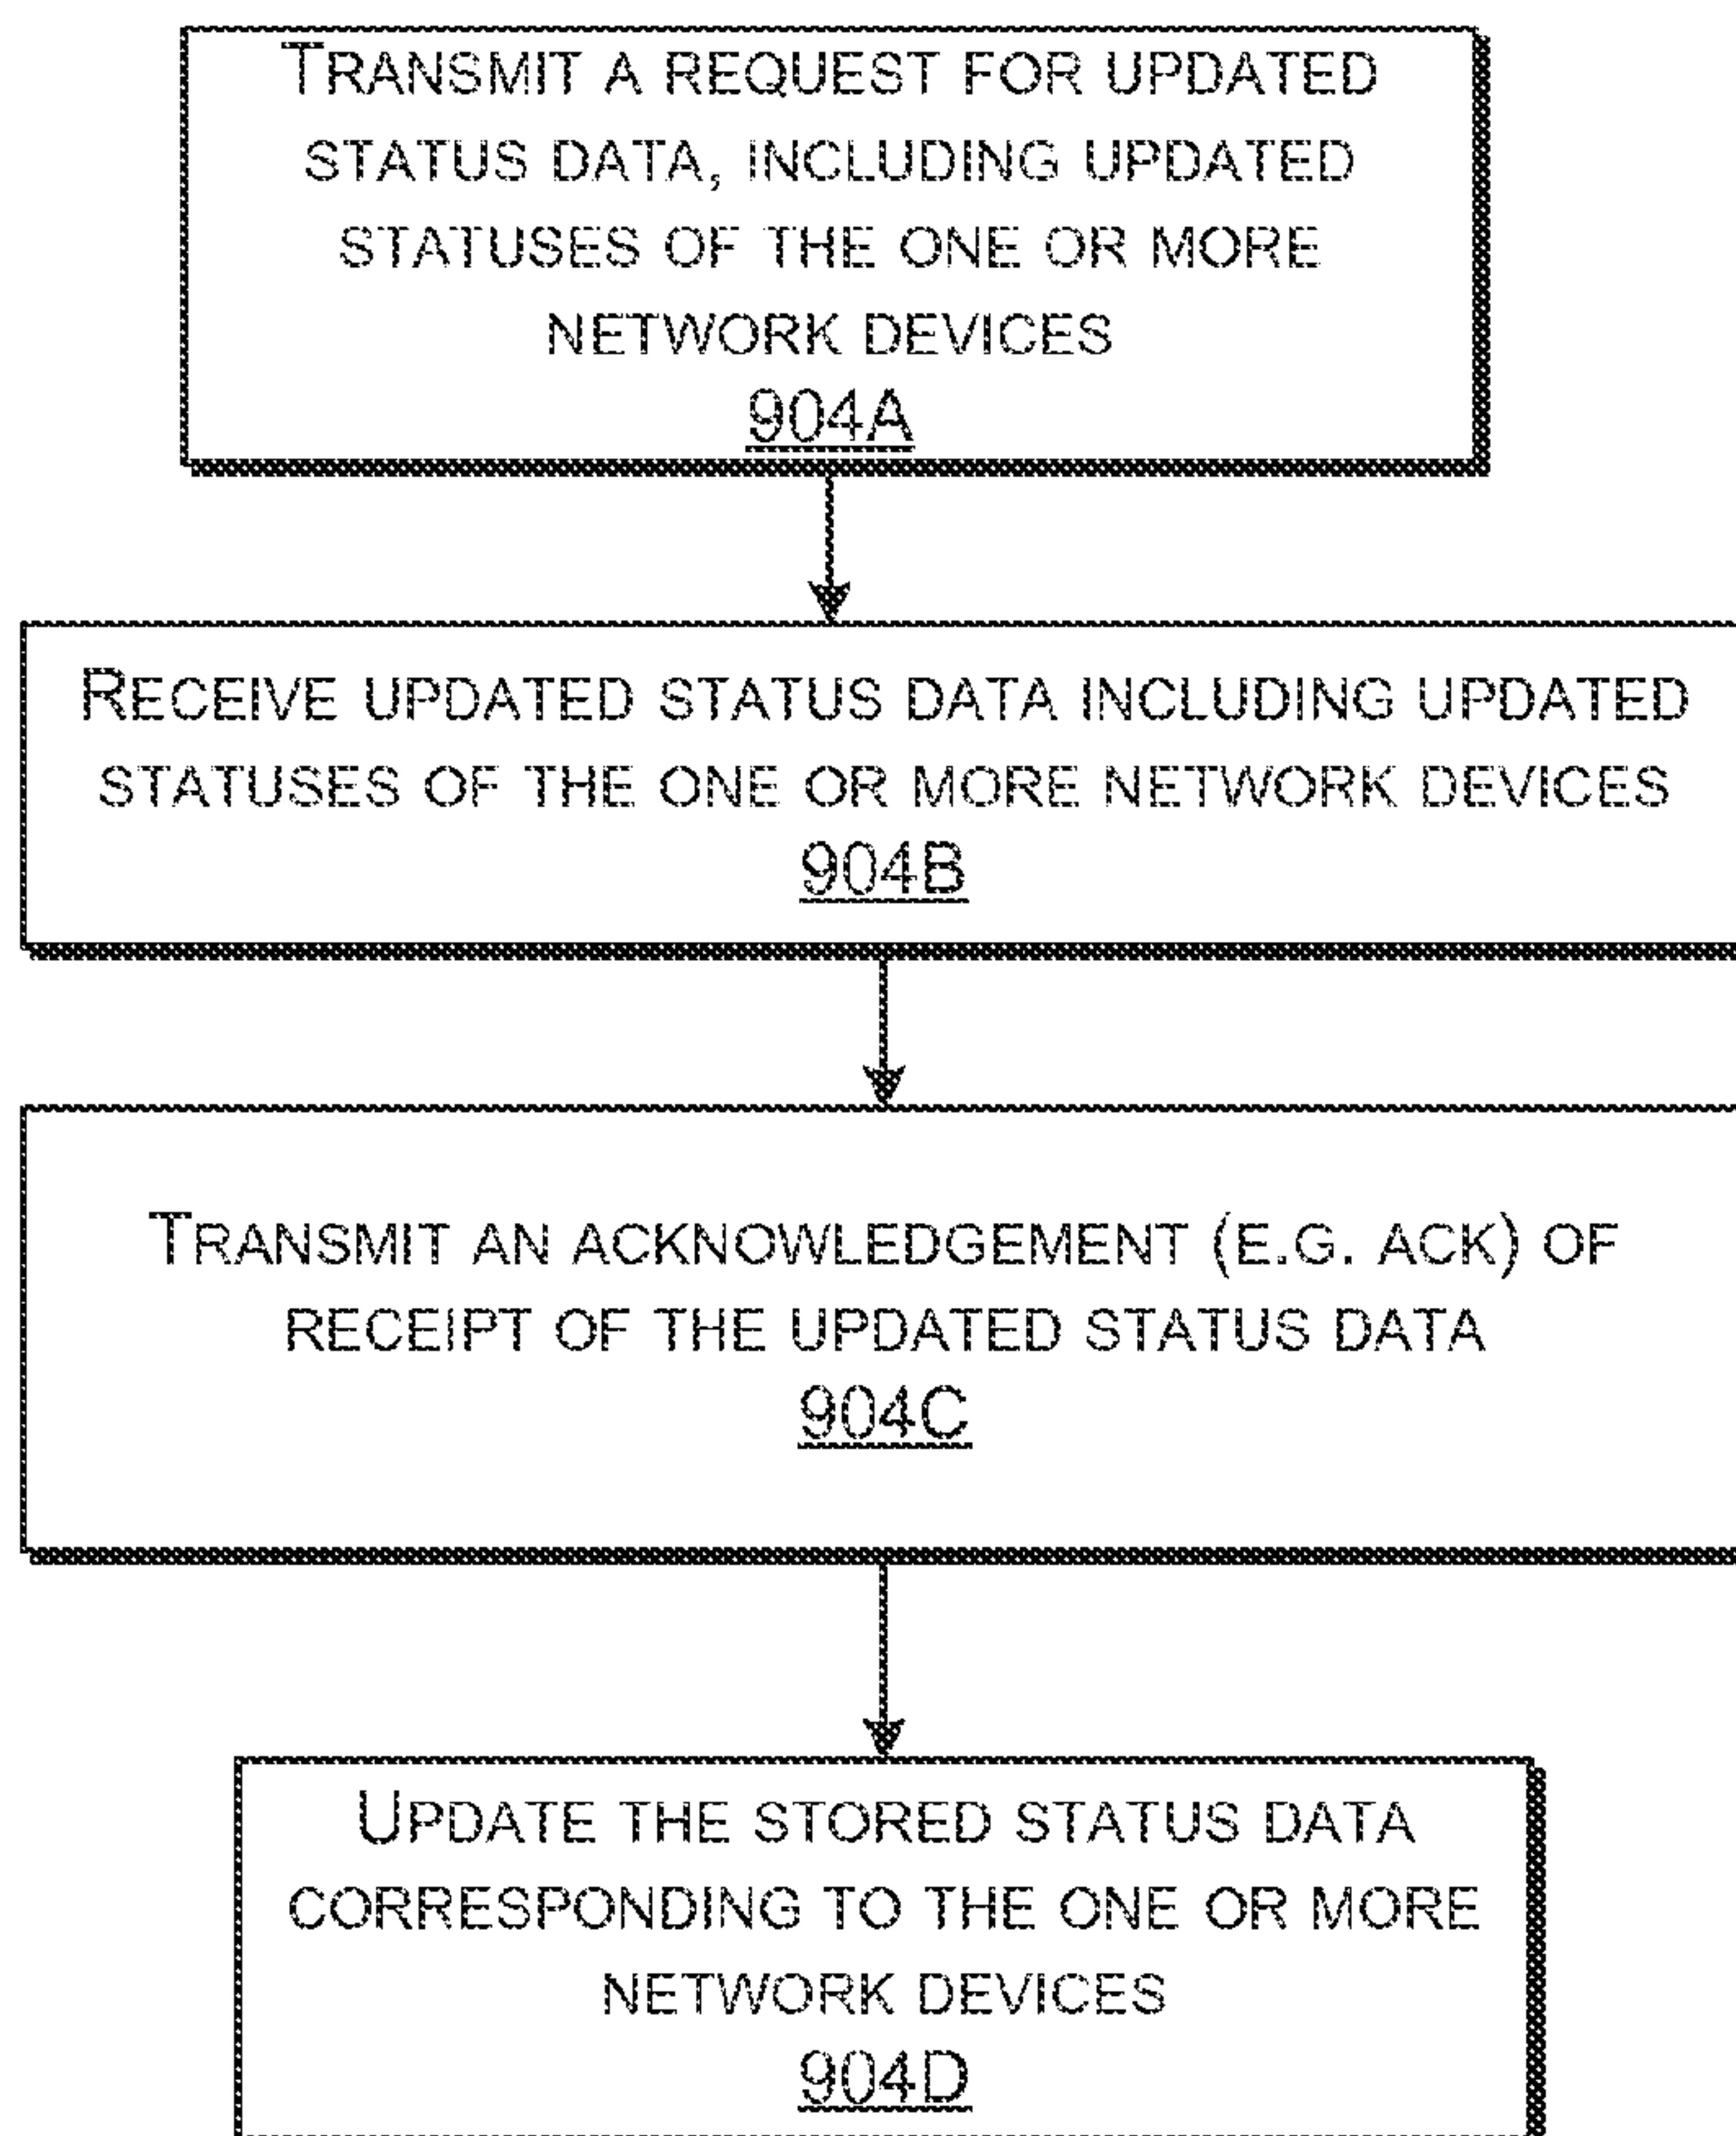 TRANSMIT A REQUEST FOR UPDATED
STATUS DATA, INCLUDING UPDATED
STATUSES OF THE ONE OR MORE
NETWORK DEVICES
904A
RECEIVE UPDATED STATUS DATA INCLUDING UPDATED
STATUSES OF THE ONE OR MORE NETWORK DEVICES
904B
TRANSMIT AN ACKNOWLEDGEMENT (E.G. ACK) OF
RECEIPT OF THE UPDATED STATUS DATA
904C
UPDATE THE STORED STATUS DATA
CORRESPONDING TO THE ONE OR MORE
NETWORK DEVICES
904D